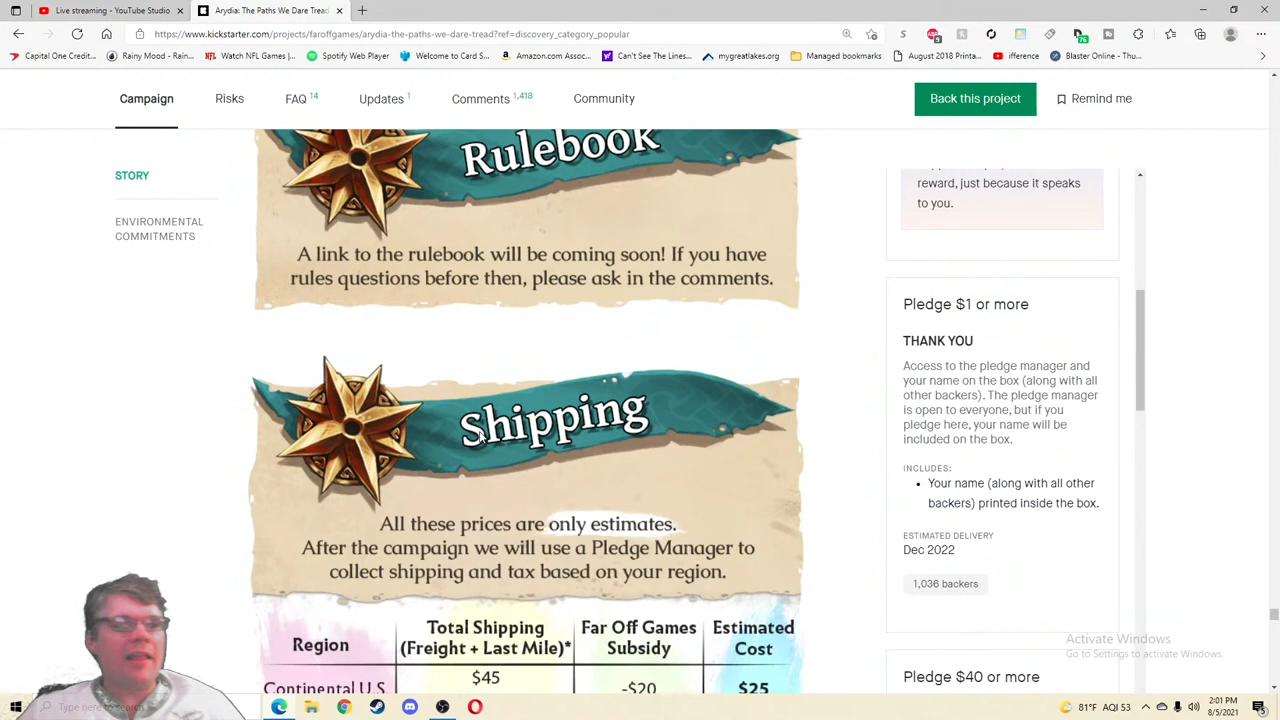 Live streaming - YouTube Studio
Arydia: The Paths We Dare Tread
https://www.kickstarter.com/projects/faroffgames/arydia-the-paths-we-dare-tread?ref=discovery_category_popular
Capital One Credit...
Rainy Mood - Rain...
Watch NFL Games |...
Spotify Web Player
Welcome to Card S...
Amazon.com Assoc...
Can't See The Lines...
mygreatlakes.org
Managed bookmarks
August 2018 Printa...
ifference
Blaster Online - Thu...
Campaign
Risks
FAQ 14
Updates 1
Comments 1,418
Community
Back this project
Remind me
STORY
ENVIRONMENTAL
COMMITMENTS
Rulebook
A link to the rulebook will be coming soon! If you have
rules questions before then, please ask in the comments.
Shipping
All these prices are only estimates.
After the campaign we will use a Pledge Manager to
collect shipping and tax based on your region.
Region
Total Shipping
(Freight + Last Mile)*
Far Off Games
Subsidy
Estimated
Cost
Continental U.S.
$45
-$20
$25
reward, just because it speaks
to you.
Pledge $1 or more
THANK YOU
Access to the pledge manager and
your name on the box (along with all
other backers). The pledge manager
is open to everyone, but if you
pledge here, your name will be
included on the box.
INCLUDES:
• Your name (along with all other
backers) printed inside the box.
ESTIMATED DELIVERY
Dec 2022
1,036 backers
Pledge $40 or more
Activate Windows
Go to Settings to activate Windows.
Type here to search
81°F AQI 53
2:01 PM
8/5/2021